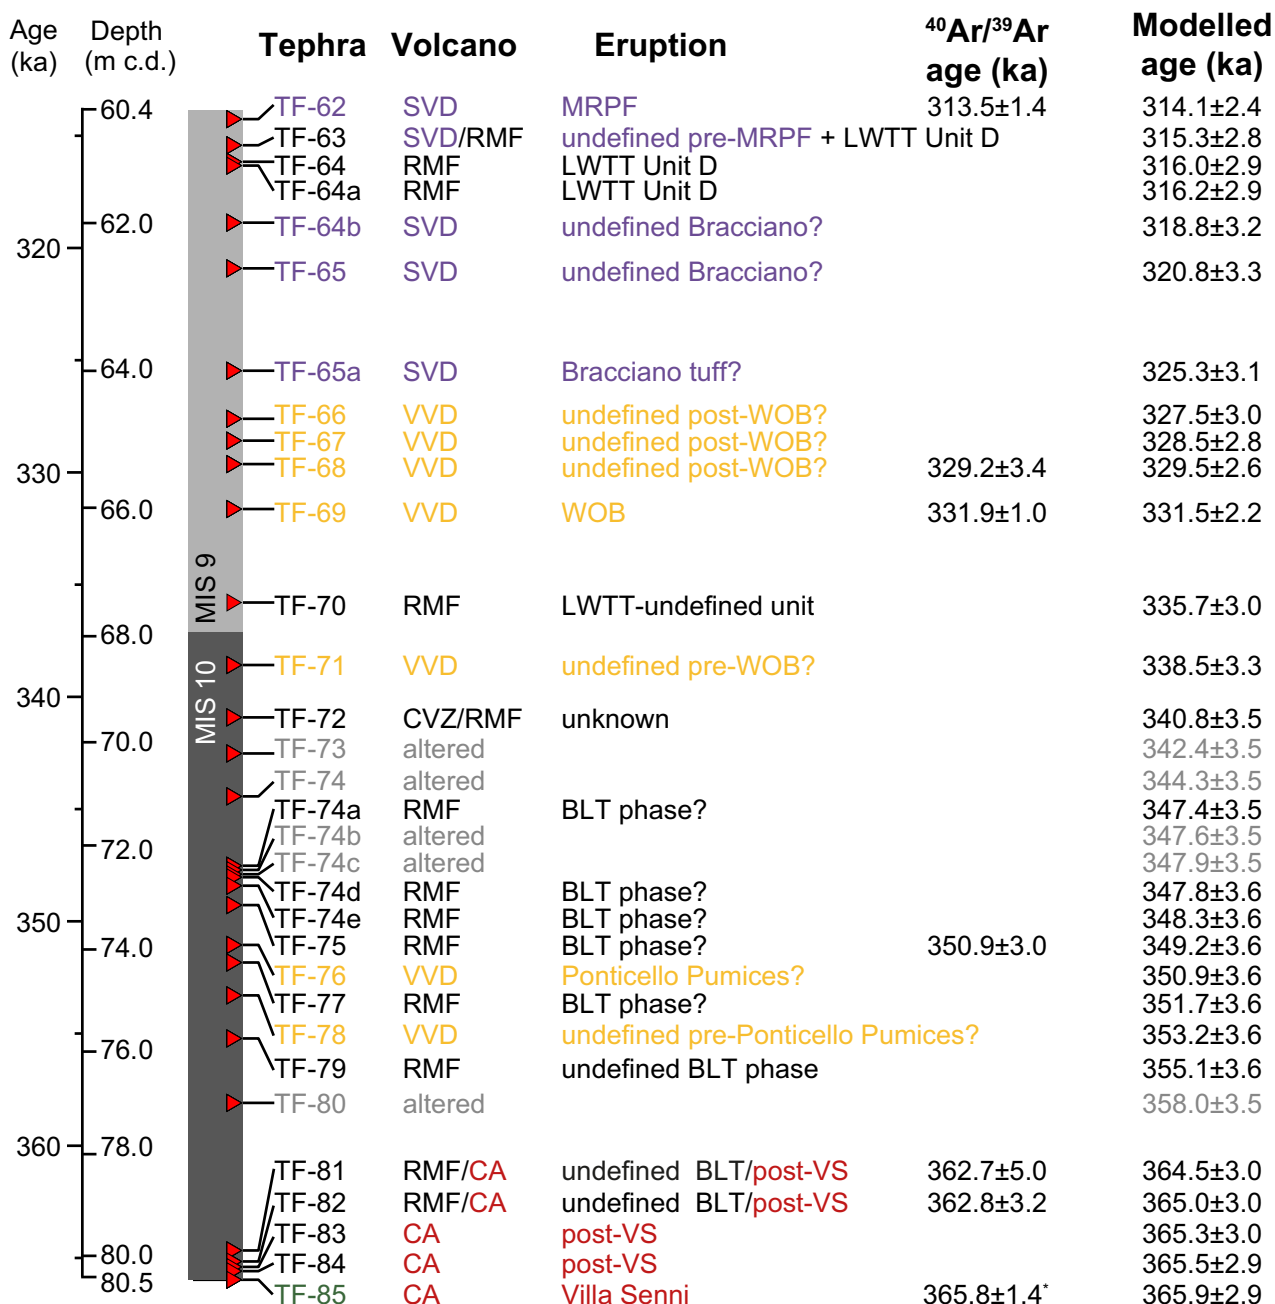 Age (ka) Depth (m c.d.) Tephra Volcano Eruption ⁴⁰Ar/³⁹Ar age (ka) Modelled age (ka)
60.4 TF-62 SVD MRPF 313.5±1.4 314.1±2.4
TF-63 SVD/RMF undefined pre-MRPF + LWTT Unit D 315.3±2.8
TF-64 RMF LWTT Unit D 316.0±2.9
TF-64a RMF LWTT Unit D 316.2±2.9
62.0 TF-64b SVD undefined Bracciano? 318.8±3.2
320
TF-65 SVD undefined Bracciano? 320.8±3.3
64.0 TF-65a SVD Bracciano tuff? 325.3±3.1
TF-66 VVD undefined post-WOB? 327.5±3.0
TF-67 VVD undefined post-WOB? 328.5±2.8
330 TF-68 VVD undefined post-WOB? 329.2±3.4 329.5±2.6
66.0 TF-69 VVD WOB 331.9±1.0 331.5±2.2
MIS 9
TF-70 RMF LWTT-undefined unit 335.7±3.0
68.0
MIS 10
TF-71 VVD undefined pre-WOB? 338.5±3.3
340
TF-72 CVZ/RMF unknown 340.8±3.5
70.0 TF-73 altered 342.4±3.5
TF-74 altered 344.3±3.5
TF-74a RMF BLT phase? 347.4±3.5
TF-74b altered 347.6±3.5
72.0
TF-74c altered 347.9±3.5
TF-74d RMF BLT phase? 347.8±3.6
350 TF-74e RMF BLT phase? 348.3±3.6
74.0 TF-75 RMF BLT phase? 350.9±3.0 349.2±3.6
TF-76 VVD Ponticello Pumices? 350.9±3.6
TF-77 RMF BLT phase? 351.7±3.6
TF-78 VVD undefined pre-Ponticello Pumices? 353.2±3.6
76.0
TF-79 RMF undefined BLT phase 355.1±3.6
TF-80 altered 358.0±3.5
360 78.0
TF-81 RMF/CA undefined BLT/post-VS 362.7±5.0 364.5±3.0
TF-82 RMF/CA undefined BLT/post-VS 362.8±3.2 365.0±3.0
TF-83 CA post-VS 365.3±3.0
80.0 TF-84 CA post-VS 365.5±2.9
80.5 TF-85 CA Villa Senni 365.8±1.4* 365.9±2.9